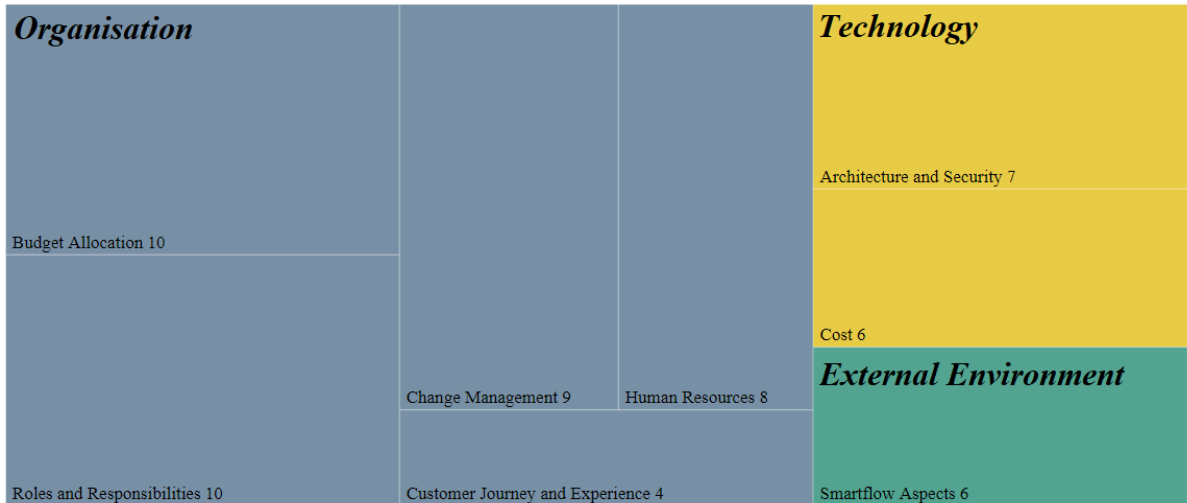 Organisation
Budget Allocation 10
Roles and Responsibilities 10
Change Management 9
Human Resources 8
Customer Journey and Experience 4
Technology
Architecture and Security 7
Cost 6
External Environment
Smartflow Aspects 6